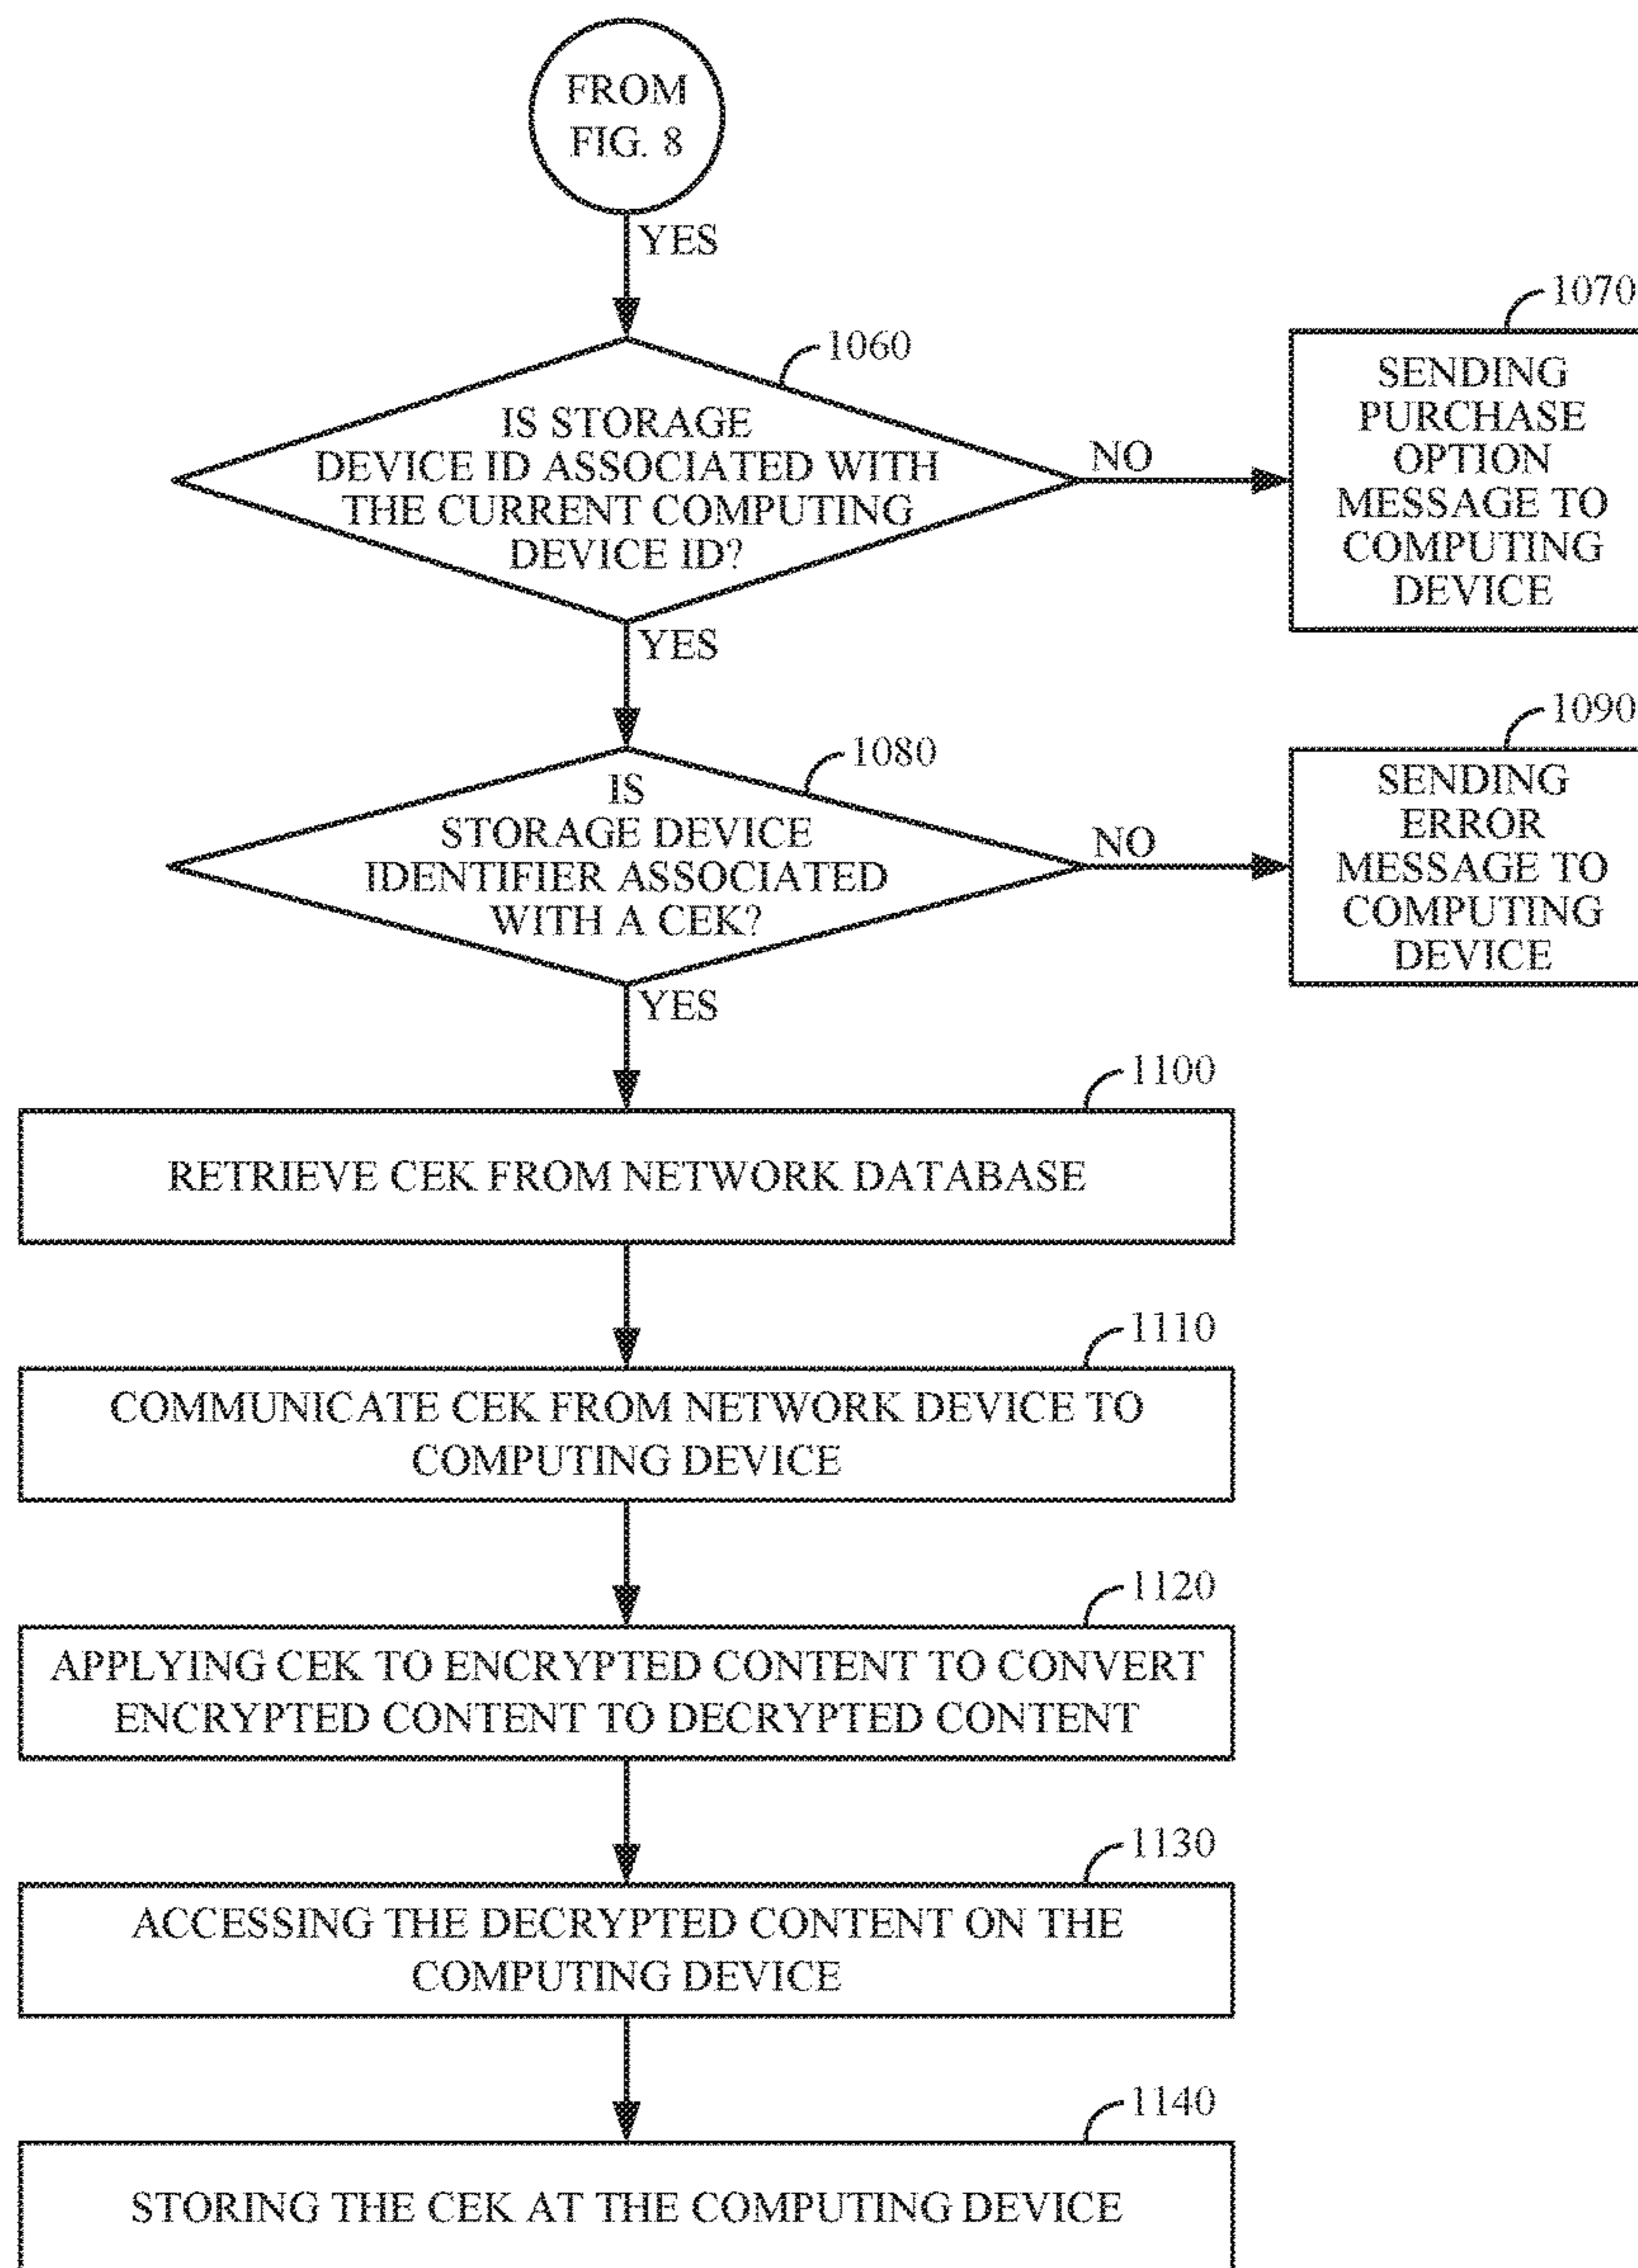 FROM
FIG. 8
YES
1060
IS STORAGE
DEVICE ID ASSOCIATED WITH
THE CURRENT COMPUTING
DEVICE ID?
NO
1070
SENDING
PURCHASE
OPTION
MESSAGE TO
COMPUTING
DEVICE
YES
1080
IS
STORAGE DEVICE
IDENTIFIER ASSOCIATED
WITH A CEK?
NO
1090
SENDING
ERROR
MESSAGE TO
COMPUTING
DEVICE
YES
1100
RETRIEVE CEK FROM NETWORK DATABASE
1110
COMMUNICATE CEK FROM NETWORK DEVICE TO
COMPUTING DEVICE
1120
APPLYING CEK TO ENCRYPTED CONTENT TO CONVERT
ENCRYPTED CONTENT TO DECRYPTED CONTENT
1130
ACCESSING THE DECRYPTED CONTENT ON THE
COMPUTING DEVICE
1140
STORING THE CEK AT THE COMPUTING DEVICE